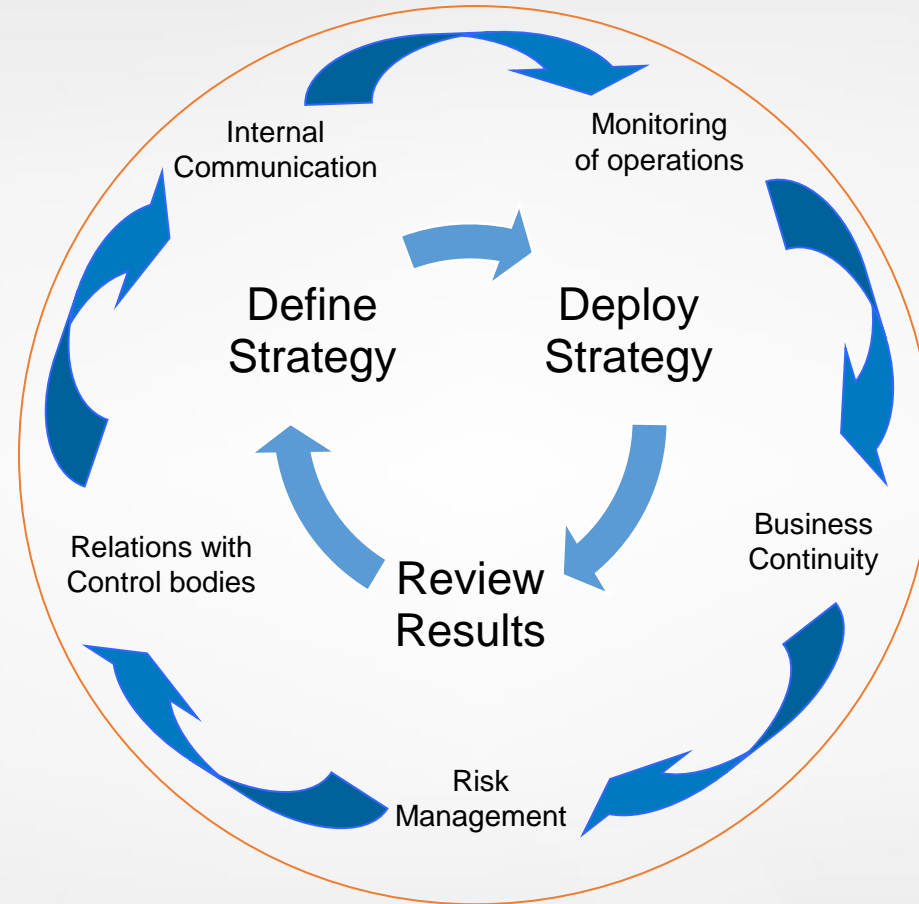 Internal
Communication
Monitoring
of operations
Define
Strategy
Deploy
Strategy
Business
Continuity
Relations with
Control bodies
Review
Results
Risk
Management